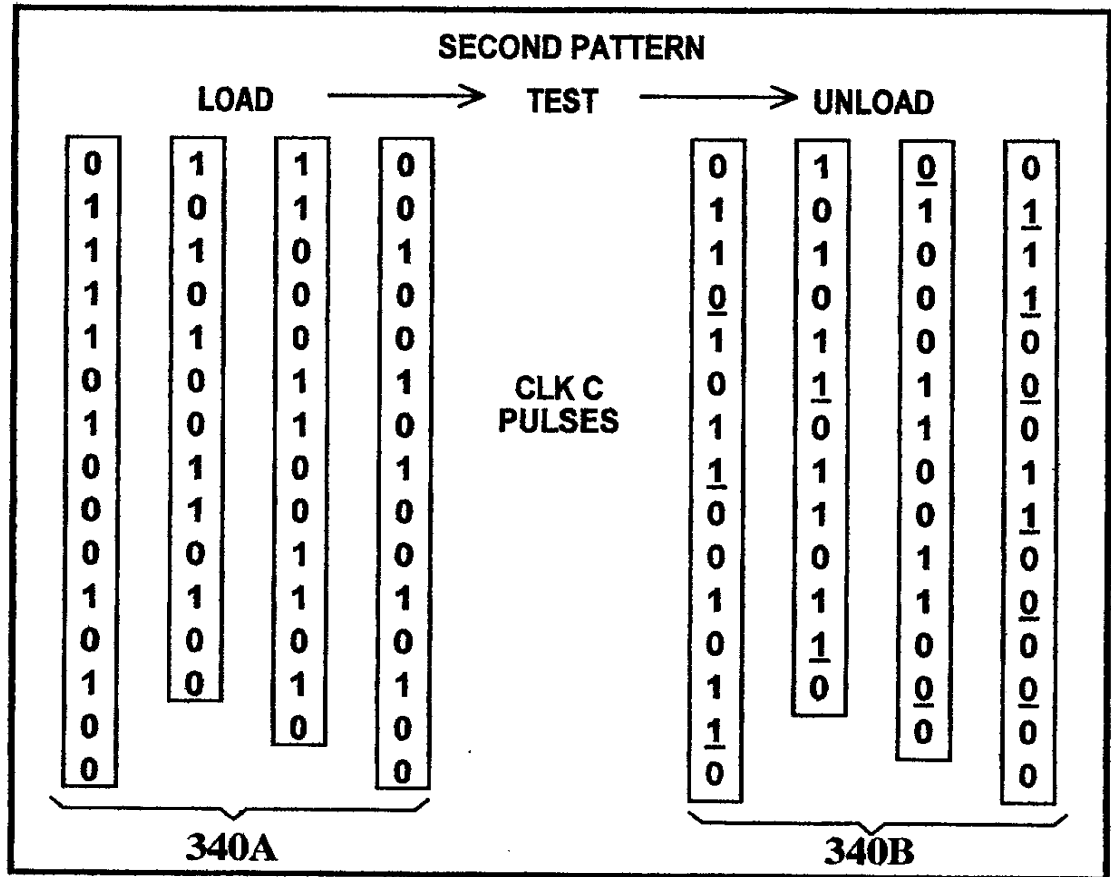 SECOND PATTERN
LOAD TEST UNLOAD
0 1 1 0 0 1 0 0
1 0 1 0 1 0 1 1
1 1 0 1 1 1 0 1
1 0 0 0 0 0 0 1
1 1 0 0 1 1 0 0
0 0 1 1 CLK C 0 1 1 0
1 0 1 0 PULSES 1 0 1 0
0 1 0 1 1 1 0 1
0 1 0 0 0 1 0 1
0 0 1 0 0 0 1 0
1 1 1 1 1 1 1 0
0 0 0 0 0 1 0 0
1 0 1 1 1 0 0 0
0 0 0 1 0 0
0 0 0 0
340A 340B